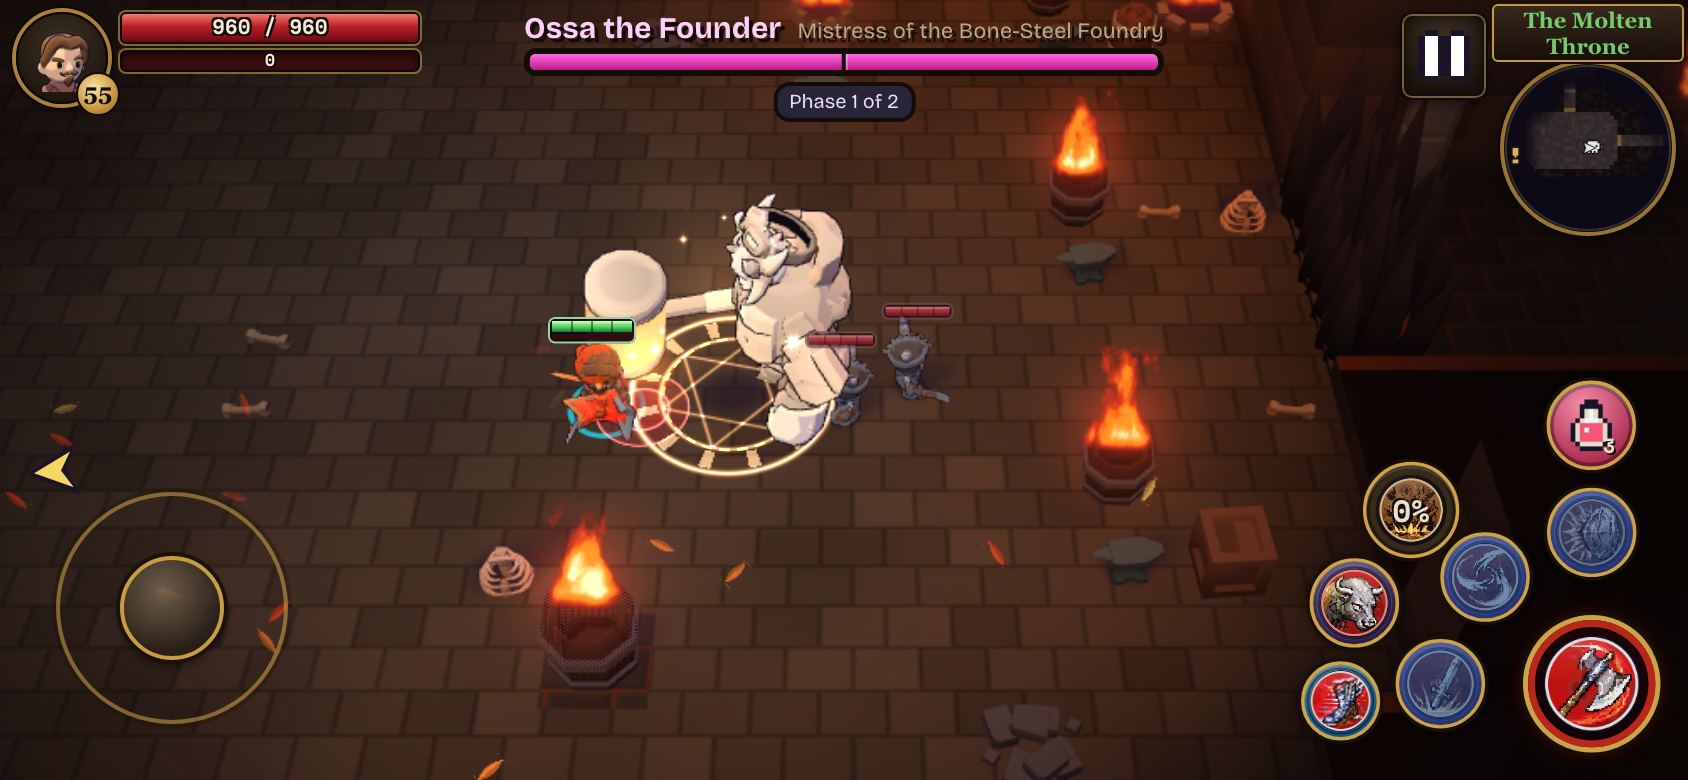 960 / 960
0
55
Ossa the Founder Mistress of the Bone-Steel Foundry
Phase 1 of 2
The Molten
Throne
!
5
0%